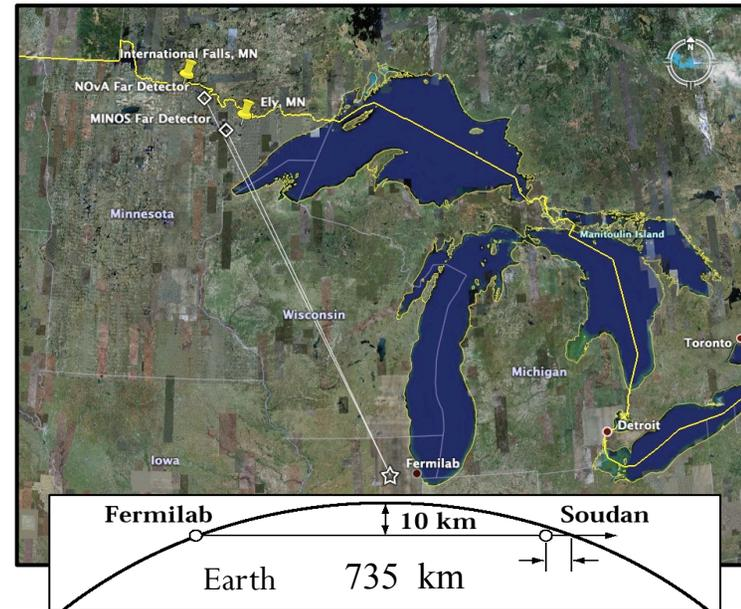 N
International Falls, MN
NOvA Far Detector
Ely, MN
MINOS Far Detector
Minnesota
Manitoulin Island
Wisconsin
Toronto
Michigan
Detroit
Iowa
Fermilab
Fermilab
10 km
Soudan
Earth
735 km